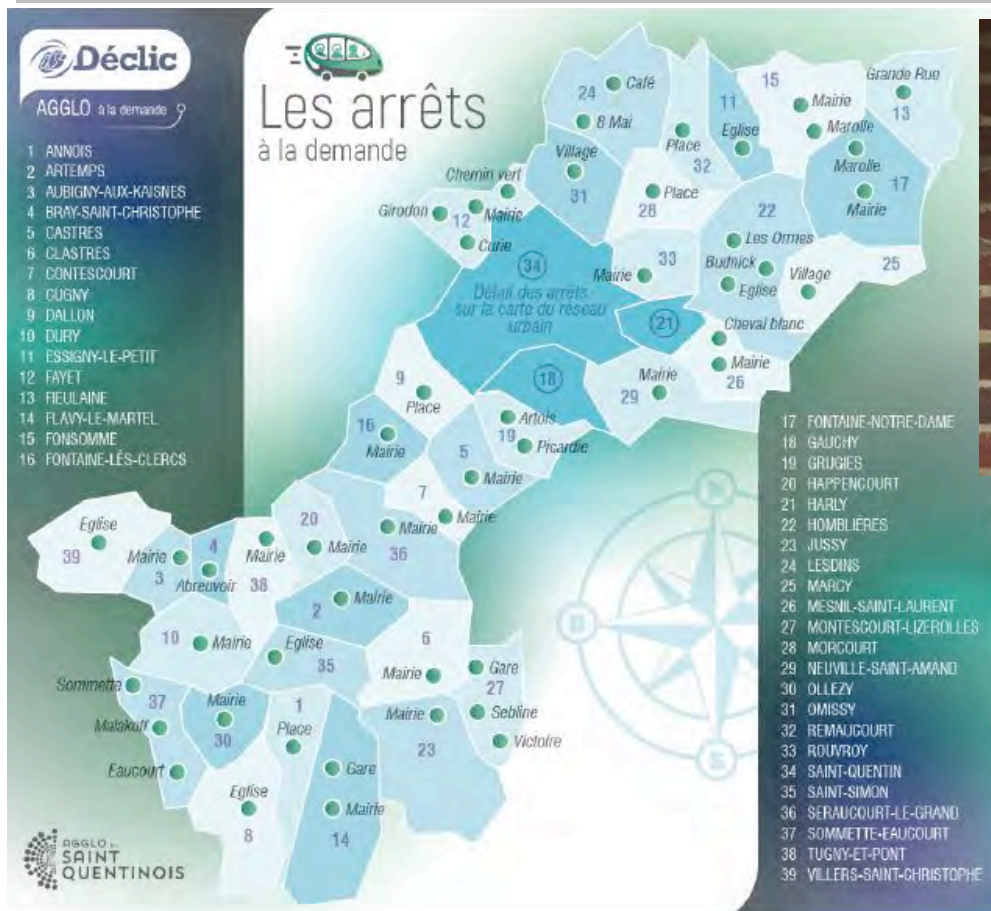 Déclic
AGGLO à la demande
1 ANNOIS
2 ARTEMPS
3 AUBIGNY-AUX-KAISNES
4 BRAY-SAINT-CHRISTOPHE
5 CASTRES
6 CLASTRES
7 CONTESCOURT
8 CUGNY
9 DALLON
10 DURY
11 ESSIGNY-LE-PETIT
12 FAYET
13 FIEULAINE
14 FLAVY-LE-MARTEL
15 FONSOMME
16 FONTAINE-LÈS-CLERCS
Les arrêts
à la demande
24
Café
8 Mai
Village
31
Place
32
11
Eglise
15
Mairie
Marolle
Grande Rue
13
Marolle
17
Mairie
28
Place
22
Les Ormes
Budnick
Eglise
Village
25
Chemin vert
Girodon
12
Mairie
Curie
34
Détail des arrêts
sur la carte du réseau
urbain
Mairie
33
21
Cheval blanc
Mairie
26
18
Mairie
29
9
Place
Artois
19
Picardie
16
Mairie
5
Mairie
7
Mairie
Eglise
39
Mairie
3
4
Abreuvoir
Mairie
38
20
Mairie
Mairie
36
2
Mairie
10
Mairie
Eglise
35
6
Mairie
Gare
27
Sebline
Victoire
Sommette
37
Malakoff
Eaucourt
Mairie
30
1
Place
Mairie
23
Gare
Mairie
14
Eglise
8
17 FONTAINE-NOTRE-DAME
18 GAUCHY
19 GRUGIES
20 HAPPENCOURT
21 HARLY
22 HOMBLIÈRES
23 JUSSY
24 LESDINS
25 MARCY
26 MESNIL-SAINT-LAURENT
27 MONTESCOURT-LIZEROLLES
28 MORCOURT
29 NEUVILLE-SAINT-AMAND
30 OLLEZY
31 OMISSY
32 REMAUCOURT
33 ROUVROY
34 SAINT-QUENTIN
35 SAINT-SIMON
36 SERAUCOURT-LE-GRAND
37 SOMMETTE-EAUCOURT
38 TUGNY-ET-PONT
39 VILLERS-SAINT-CHRISTOPHE
SAINT
QUENTINOIS